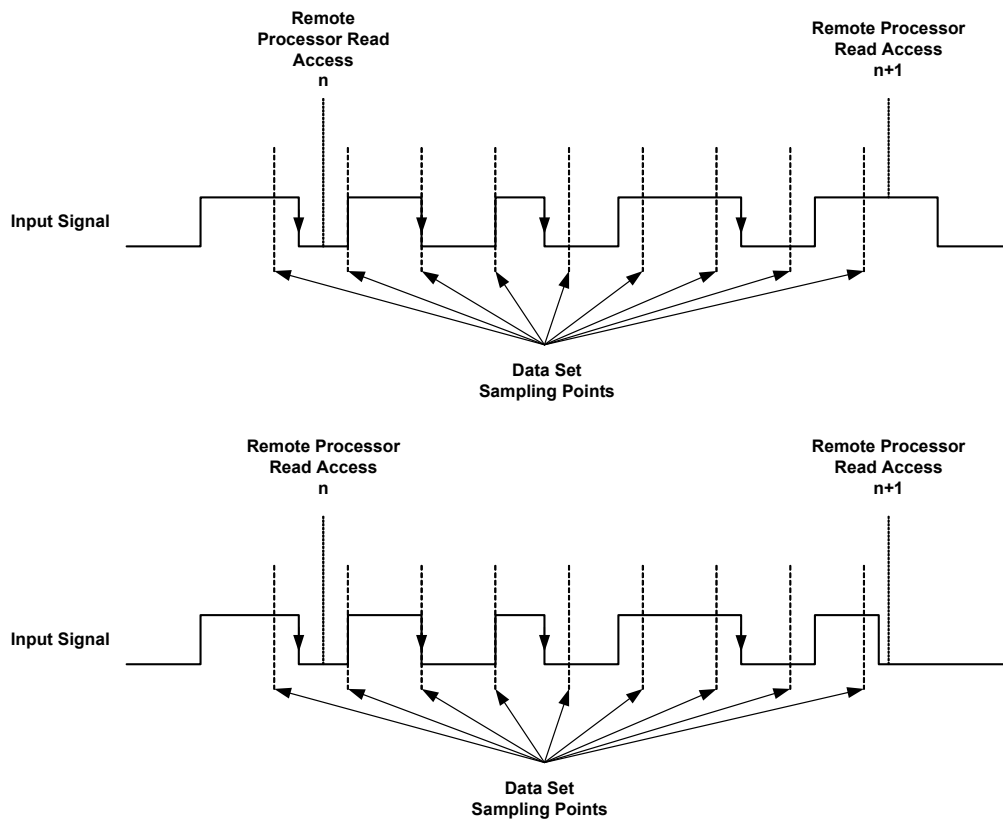 Remote
Processor Read
Access
n
Remote Processor
Read Access
n+1
Input Signal
Data Set
Sampling Points
Remote Processor
Read Access
n
Remote Processor
Read Access
n+1
Input Signal
Data Set
Sampling Points